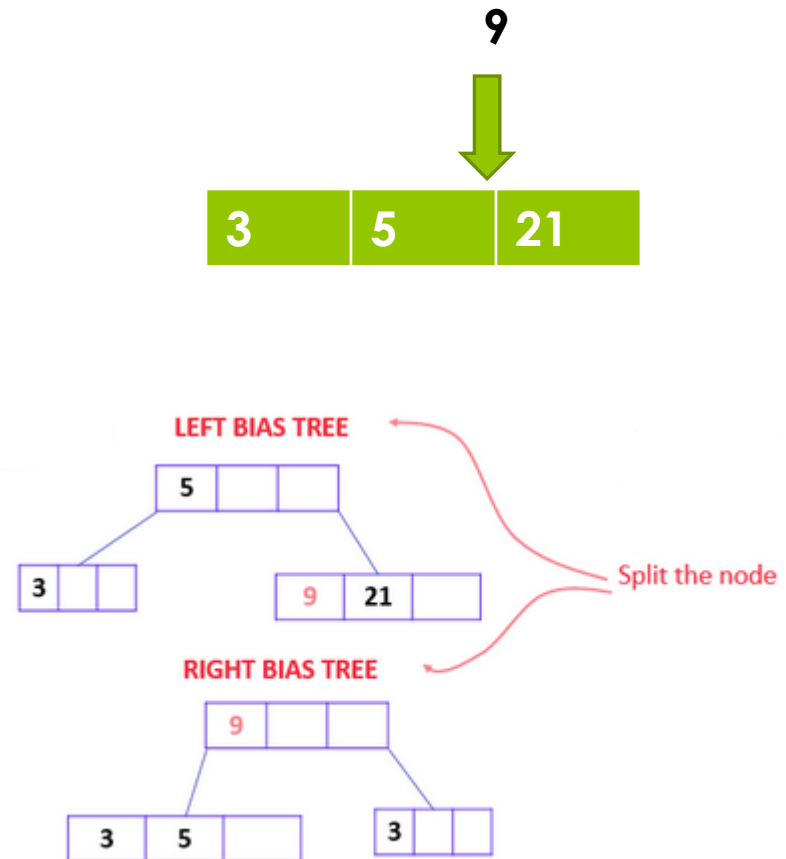 9
3 5 21
LEFT BIAS TREE
5
3
9 21
Split the node
RIGHT BIAS TREE
9
3 5
3